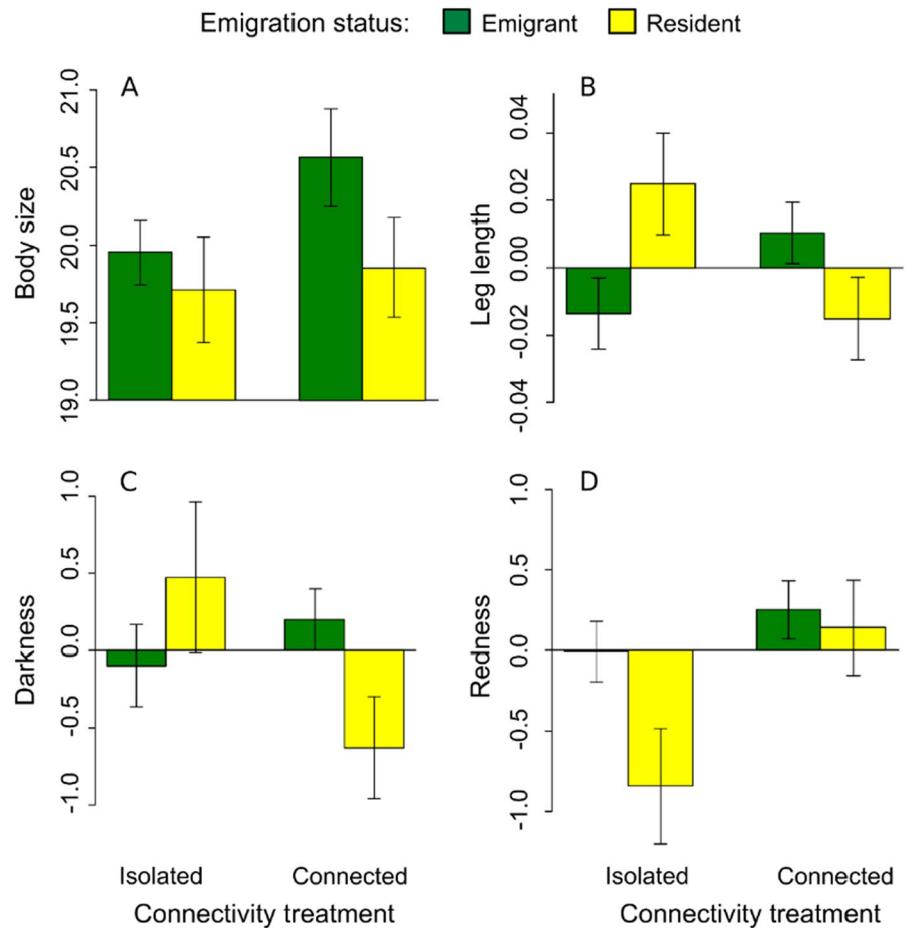 Emigration status: Emigrant Resident
A
Body size
21.0
20.5
20.0
19.5
19.0
B
Leg length
0.04
0.02
0.00
-0.02
-0.04
C
Darkness
1.0
0.5
0.0
-0.5
-1.0
Isolated Connected
Connectivity treatment
D
Redness
1.0
0.5
0.0
-0.5
-1.0
Isolated Connected
Connectivity treatment